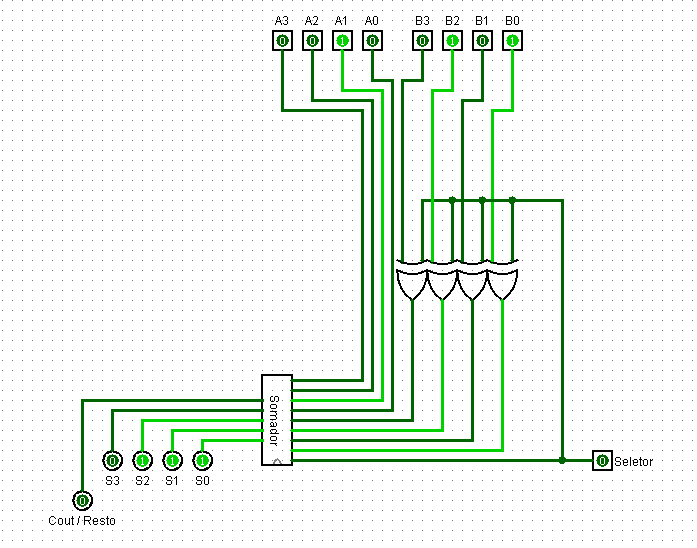 A3 A2 A1 A0 B3 B2 B1 B0
0 0 1 0 0 1 0 1
Somador
0 1 1 1 0 Seletor
S3 S2 S1 S0
0
Cout / Resto